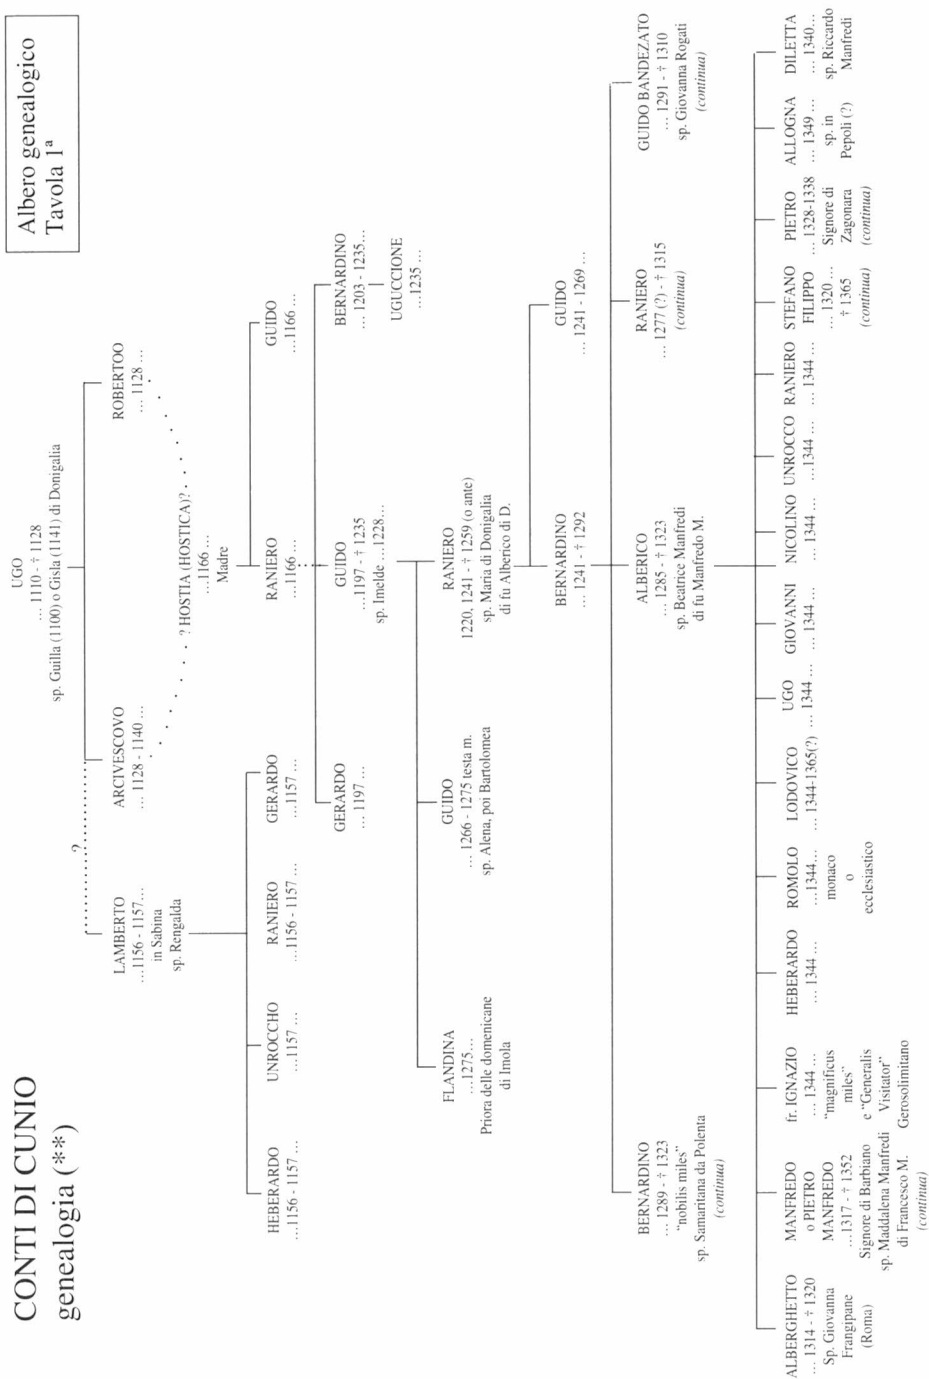 CONTI DI CUNIO
genealogia (**)
Albero genealogico
Tavola 1ª
UGO
... 1110 - † 1128
sp. Guilla (1100) o Gisla (1141) di Donigalia
?
LAMBERTO
...1156 - 1157...
in Sabina
sp. Rengalda
ARCIVESCOVO
... 1128 - 1140 ...
ROBERTOO
... 1128 ...
? HOSTIA (HOSTICA)?
...1166 ...
Madre
HEBERARDO
...1156 - 1157 ...
UNROCCHO
...1157 ...
RANIERO
...1156 - 1157 ...
GERARDO
...1157 ...
RANIERO
...1166 ...
GUIDO
...1166 ...
GERARDO
...1197 ...
GUIDO
...1197 - † 1235
sp. Imelde ...1228...
BERNARDINO
... 1203 - 1235...
UGUCCIONE
...1235 ...
FLANDINA
...1275...
Priora delle domenicane
di Imola
GUIDO
... 1266 - 1275 testa m.
sp. Alena, poi Bartolomea
RANIERO
1220, 1241 - † 1259 (o ante)
sp. Maria di Donigalia
di fu Alberico di D.
BERNARDINO
... 1241 - † 1292
GUIDO
... 1241 - 1269 ...
BERNARDINO
... 1289 - † 1323
"nobilis miles"
sp. Samaritana da Polenta
(continua)
ALBERICO
... 1285 - † 1323
sp. Beatrice Manfredi
di fu Manfredo M.
RANIERO
... 1277 (?) - † 1315
(continua)
GUIDO BANDEZATO
... 1291 - † 1310
sp. Giovanna Rogati
(continua)
ALBERGHETTO
... 1314 - † 1320
Sp. Giovanna
Frangipane
(Roma)
MANFREDO
o PIETRO
MANFREDO
...1317 - † 1352
Signore di Barbiano
sp. Maddalena Manfredi
di Francesco M.
(continua)
fr. IGNAZIO
... 1344 ...
"magnificus
miles"
e "Generalis
Visitator"
Gerosolimitano
HEBERARDO
... 1344 ...
ROMOLO
...1344...
monaco
o
ecclesiastico
LODOVICO
... 1344-1365(?)
UGO
... 1344 ...
GIOVANNI
... 1344 ...
NICOLINO
... 1344 ...
UNROCCO
...1344 ...
RANIERO
...1344 ...
STEFANO
FILIPPO
... 1320 ...
† 1365
(continua)
PIETRO
... 1328-1338
Signore di
Zagonara
(continua)
ALLOGNA
... 1349 ...
sp. in
Pepoli (?)
DILETTA
... 1340...
sp. Riccardo
Manfredi